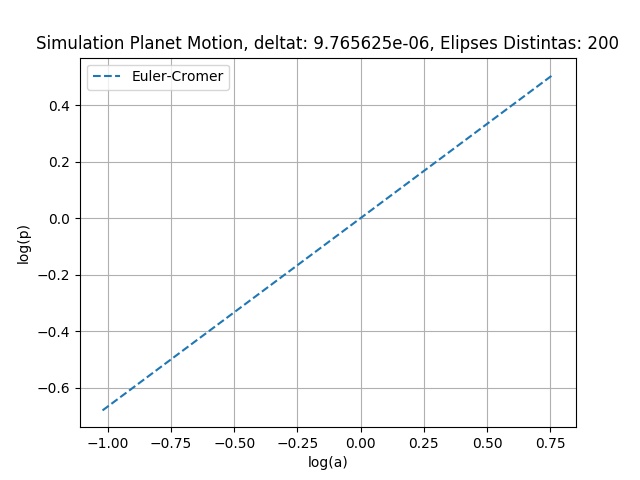 Simulation Planet Motion, deltat: 9.765625e-06, Elipses Distintas: 200
Euler-Cromer
0.4
0.2
0.0
−0.2
−0.4
−0.6
log(p)
−1.00 −0.75 −0.50 −0.25 0.00 0.25 0.50 0.75
log(a)